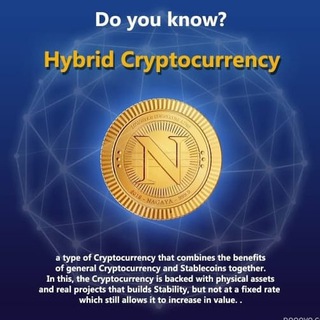 Do you know?
Hybrid Cryptocurrency
N
NAGAYA
a type of Cryptocurrency that combines the benefits
of general Cryptocurrency and Stablecoins together.
In this, the Cryptocurrency is backed with physical assets
and real projects that builds Stability, but not at a fixed rate
which still allows it to increase in value. .